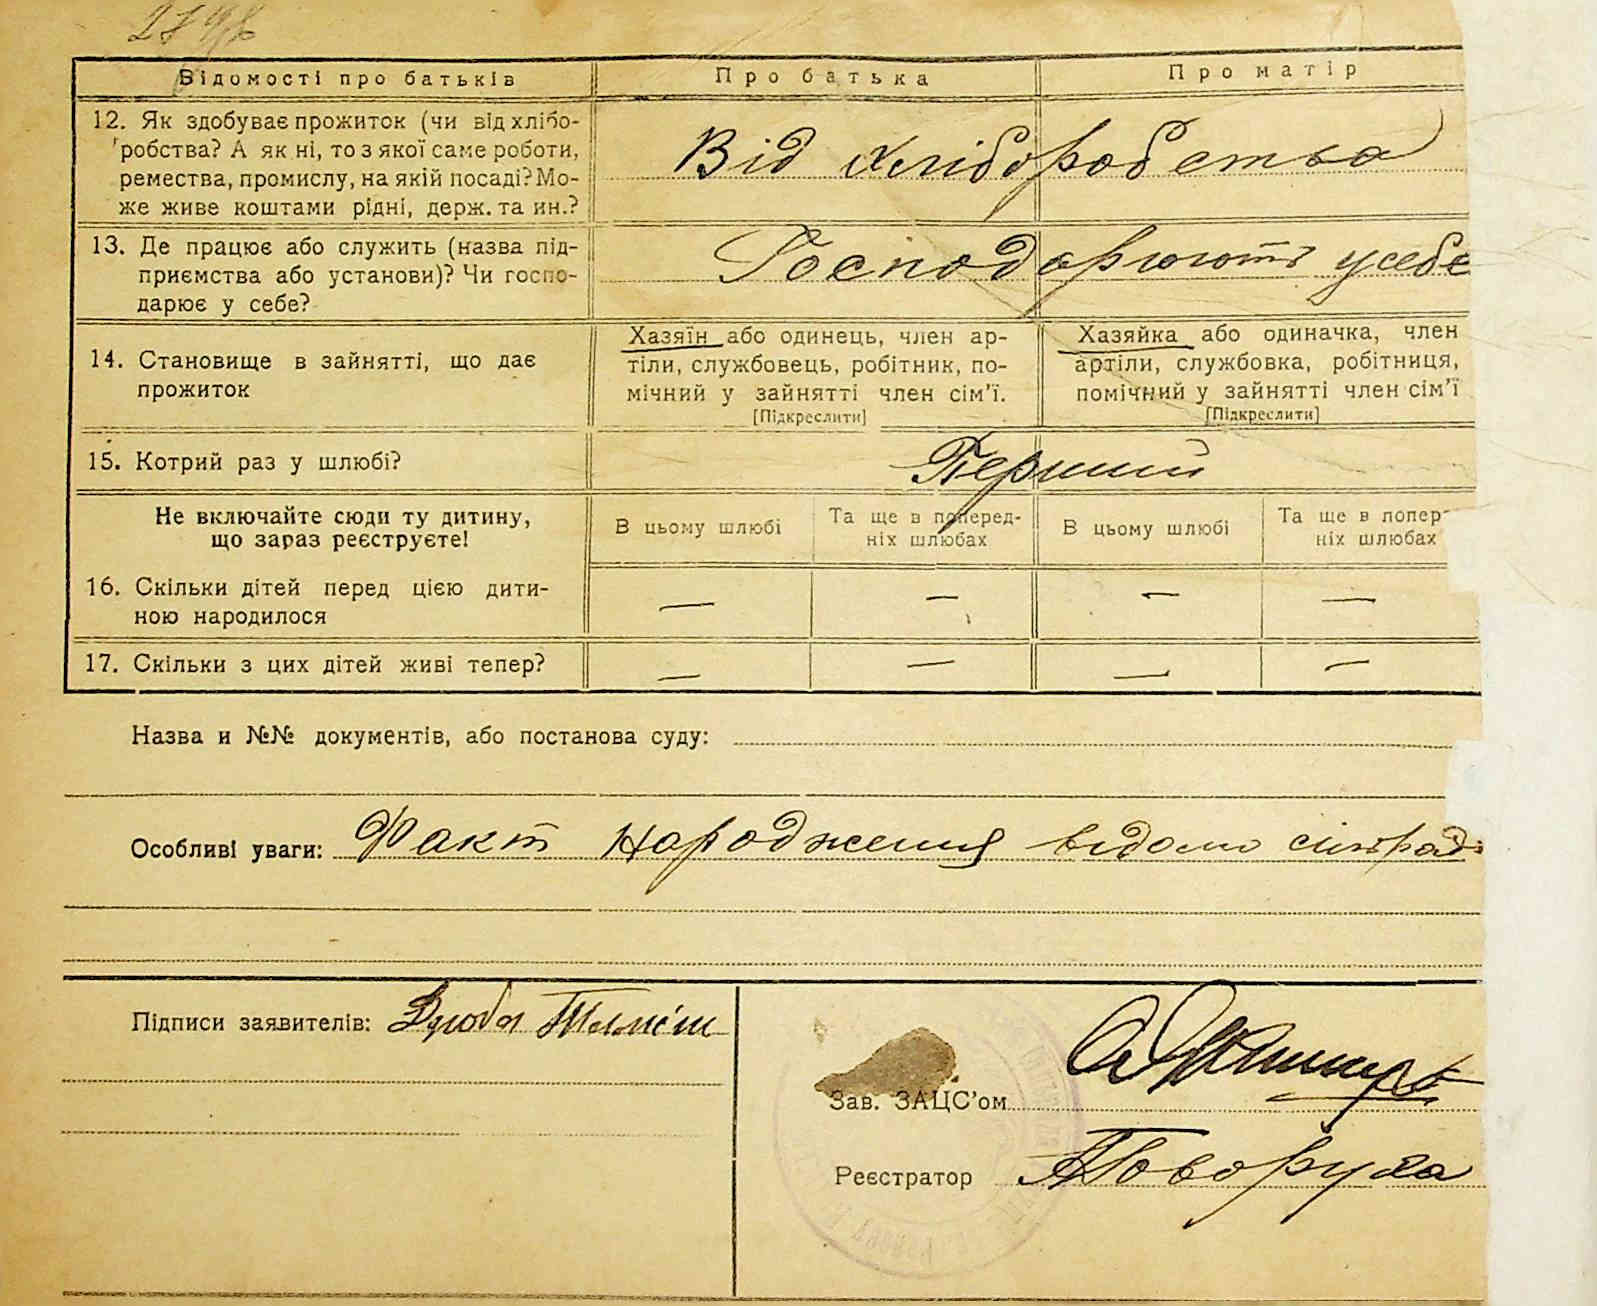 Відомості про батьків Про батька Про матір
12. Як здобуває прожиток (чи від хлібо-
робства? А як ні, то з якої саме роботи,
ремества, промислу, на якій посаді? Мо-
же живе коштами рідні, держ. та ин.?
Від хліборобства
13. Де працює або служить (назва під-
приємства або установи)? Чи госпо-
дарює у себе?
Господорюють у себе
14. Становище в зайнятті, що дає
прожиток
Хазяїн або одинець, член ар-
тіли, службовець, робітник, по-
мічний у зайнятті член сім'ї.
[Підкреслити]
Хазяйка або одиначка, член
артіли, службовка, робітниця,
помічний у зайнятті член сім'ї
[Підкреслити]
15. Котрий раз у шлюбі?
Перший
Не включайте сюди ту дитину,
що зараз реєструєте!
В цьому шлюбі
Та ще в поперед-
ніх шлюбах
В цьому шлюбі
Та ще в попер
ніх шлюбах
16. Скільки дітей перед цією дити-
ною народилося
— — — —
17. Скільки з цих дітей живі тепер?
— — — —
Назва и №№ документів, або постанова суду:
Особливі уваги: Факт народження відомо сільраді
Підписи заявителів:
Зав. ЗАЦС'ом
Реєстратор